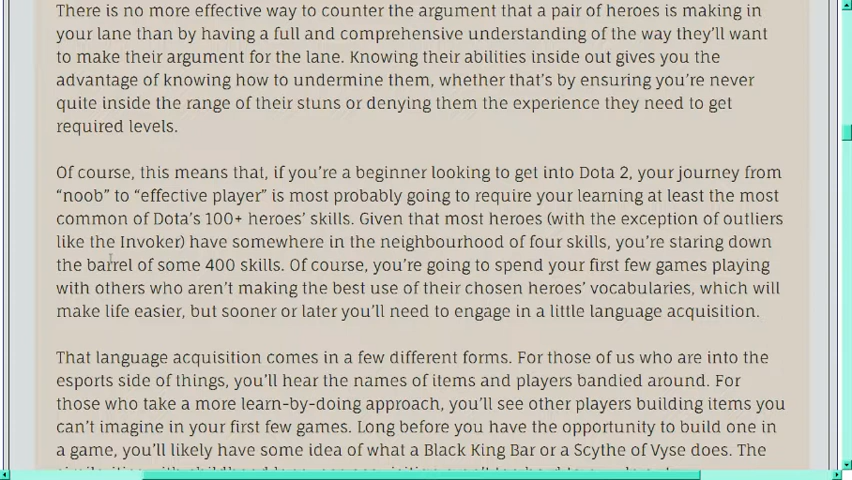 There is no more effective way to counter the argument that a pair of heroes is making in
your lane than by having a full and comprehensive understanding of the way they’ll want
to make their argument for the lane. Knowing their abilities inside out gives you the
advantage of knowing how to undermine them, whether that’s by ensuring you’re never
quite inside the range of their stuns or denying them the experience they need to get
required levels.
Of course, this means that, if you’re a beginner looking to get into Dota 2, your journey from
“noob” to “effective player” is most probably going to require your learning at least the most
common of Dota’s 100+ heroes’ skills. Given that most heroes (with the exception of outliers
like the Invoker) have somewhere in the neighbourhood of four skills, you’re staring down
the barrel of some 400 skills. Of course, you’re going to spend your first few games playing
with others who aren’t making the best use of their chosen heroes’ vocabularies, which will
make life easier, but sooner or later you’ll need to engage in a little language acquisition.
That language acquisition comes in a few different forms. For those of us who are into the
esports side of things, you’ll hear the names of items and players bandied around. For
those who take a more learn-by-doing approach, you’ll see other players building items you
can’t imagine in your first few games. Long before you have the opportunity to build one in
a game, you’ll likely have some idea of what a Black King Bar or a Scythe of Vyse does. The